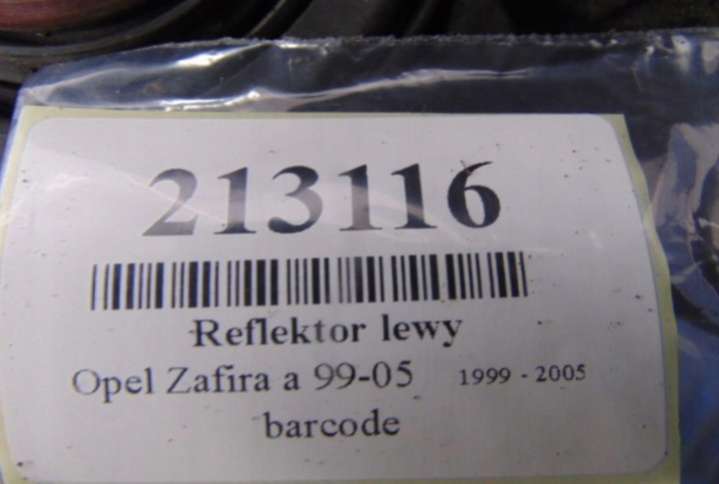 213116
Reflektor lewy
Opel Zafira a 99-05 1999 - 2005
barcode